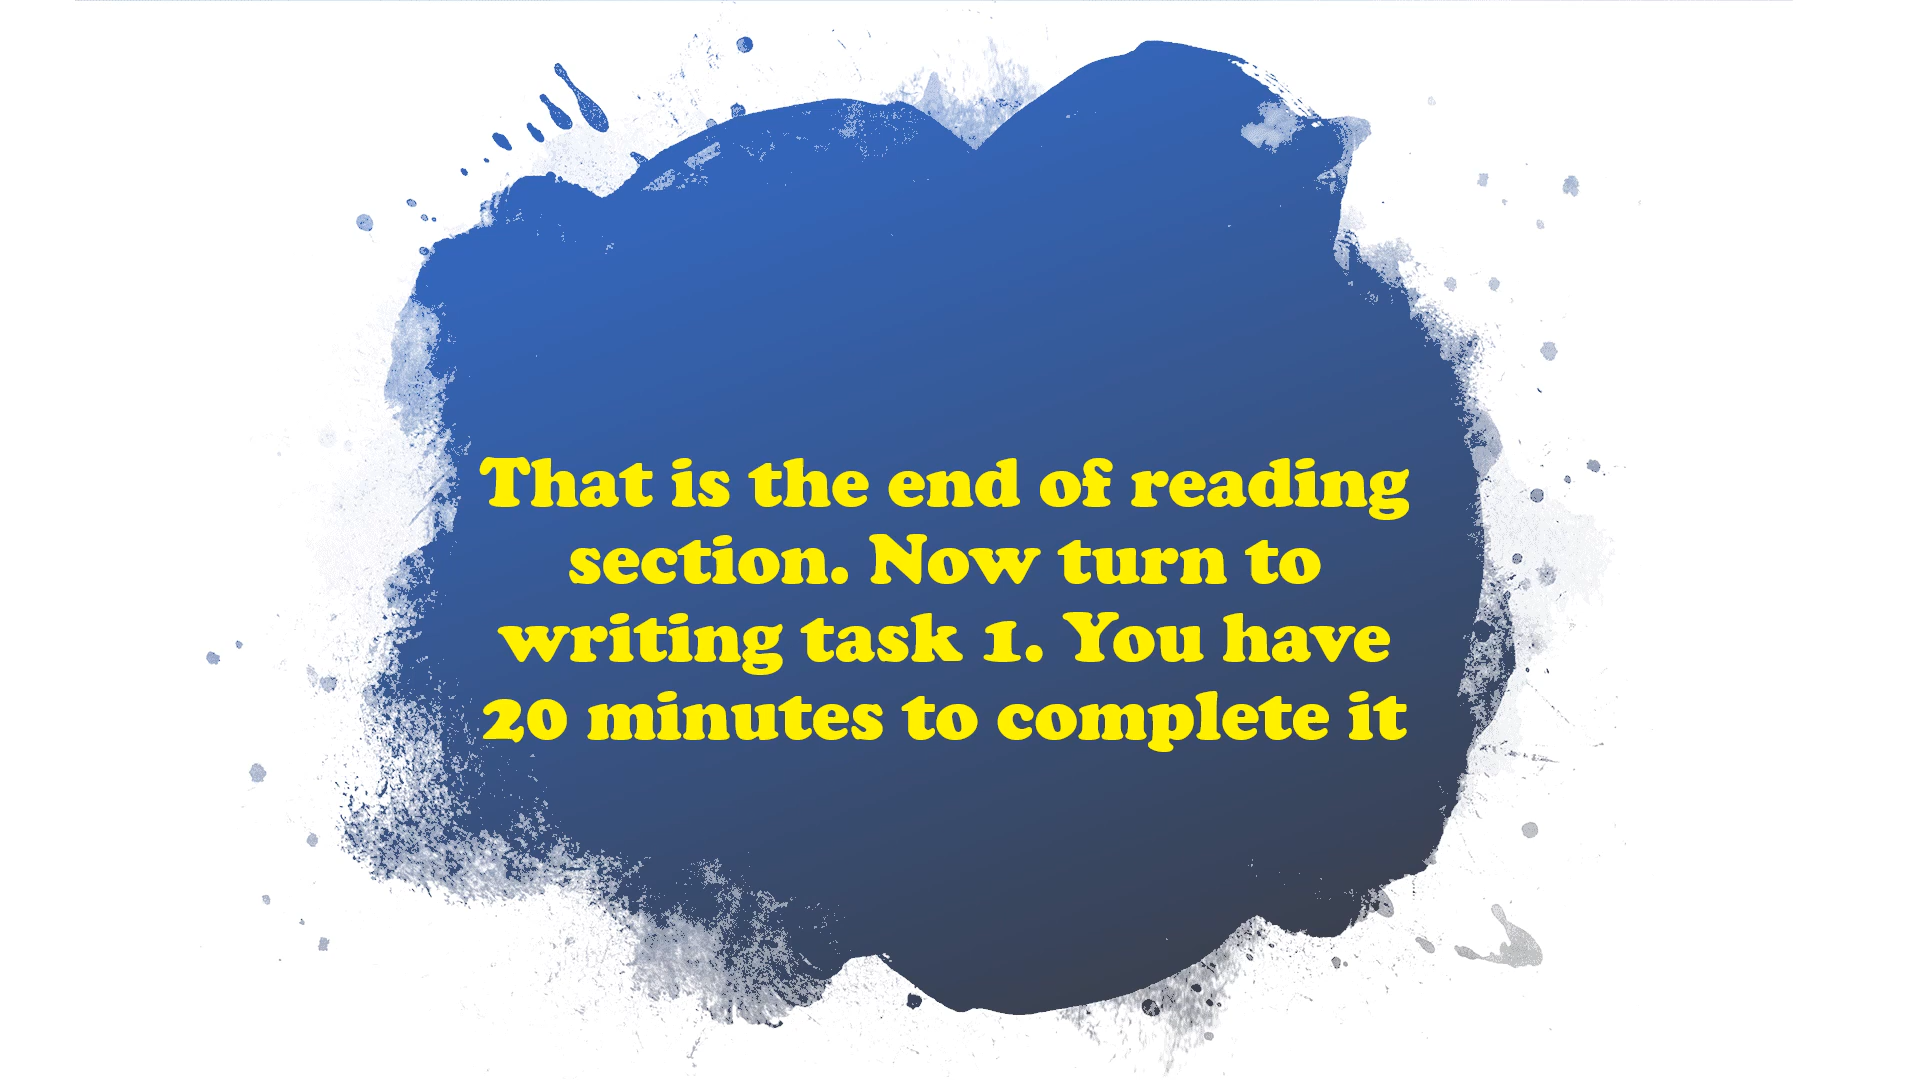 That is the end of reading
section. Now turn to
writing task 1. You have
20 minutes to complete it